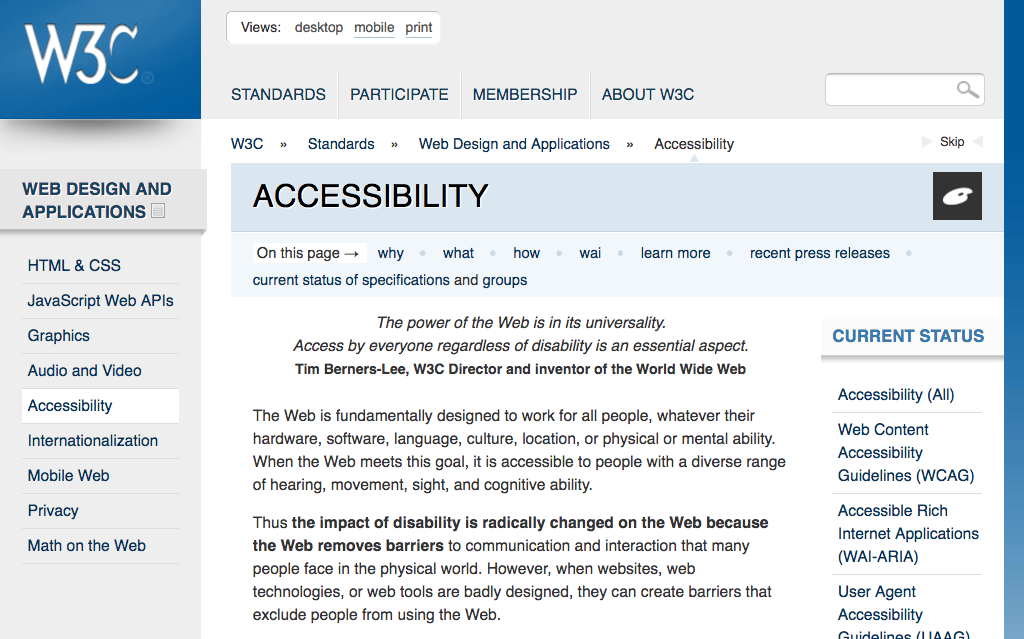 W3C®
Views: desktop mobile print
STANDARDS PARTICIPATE MEMBERSHIP ABOUT W3C
W3C » Standards » Web Design and Applications » Accessibility
Skip
WEB DESIGN AND
APPLICATIONS
HTML & CSS
JavaScript Web APIs
Graphics
Audio and Video
Accessibility
Internationalization
Mobile Web
Privacy
Math on the Web
ACCESSIBILITY
On this page → why • what • how • wai • learn more • recent press releases •
current status of specifications and groups
The power of the Web is in its universality.
Access by everyone regardless of disability is an essential aspect.
Tim Berners-Lee, W3C Director and inventor of the World Wide Web
The Web is fundamentally designed to work for all people, whatever their
hardware, software, language, culture, location, or physical or mental ability.
When the Web meets this goal, it is accessible to people with a diverse range
of hearing, movement, sight, and cognitive ability.
Thus the impact of disability is radically changed on the Web because
the Web removes barriers to communication and interaction that many
people face in the physical world. However, when websites, web
technologies, or web tools are badly designed, they can create barriers that
exclude people from using the Web.
CURRENT STATUS
Accessibility (All)
Web Content
Accessibility
Guidelines (WCAG)
Accessible Rich
Internet Applications
(WAI-ARIA)
User Agent
Accessibility
Guidelines (UAAG)